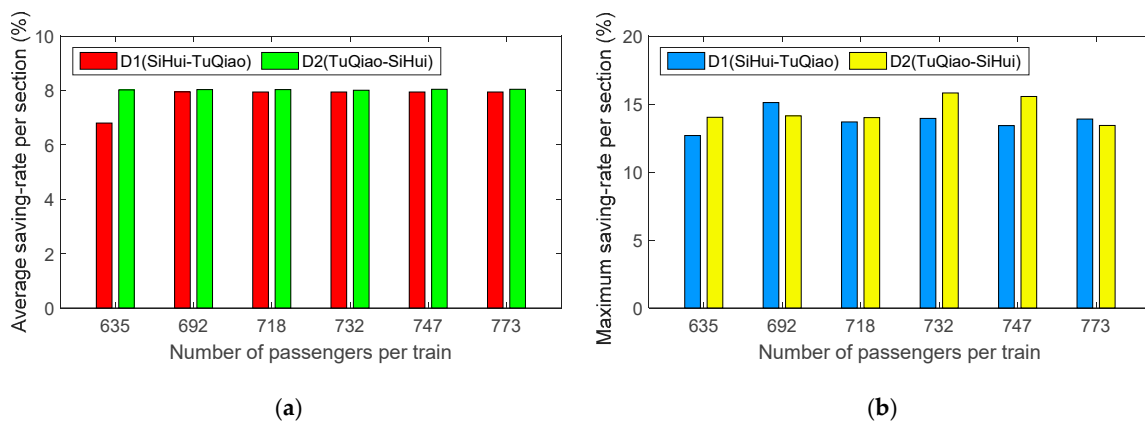 Average saving-rate per section (%)
10
8
6
4
2
0
D1(SiHui-TuQiao) D2(TuQiao-SiHui)
635 692 718 732 747 773
Number of passengers per train
(a)
Maximum saving-rate per section (%)
20
15
10
5
0
D1(SiHui-TuQiao) D2(TuQiao-SiHui)
635 692 718 732 747 773
Number of passengers per train
(b)